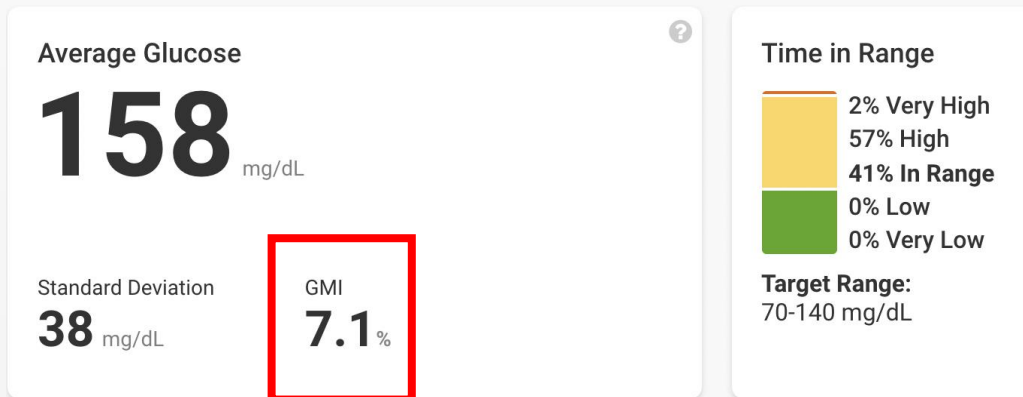 Average Glucose
158 mg/dL
Standard Deviation
38 mg/dL
GMI
7.1%
Time in Range
2% Very High
57% High
41% In Range
0% Low
0% Very Low
Target Range:
70-140 mg/dL
?